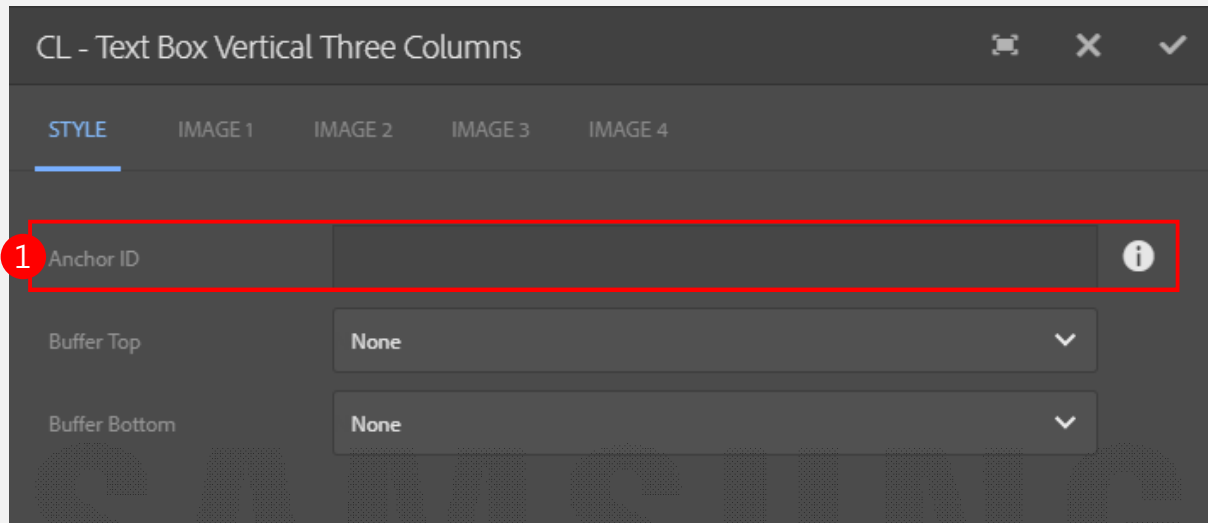 CL - Text Box Vertical Three Columns
STYLE IMAGE 1 IMAGE 2 IMAGE 3 IMAGE 4
1 Anchor ID
Buffer Top None
Buffer Bottom None
SAMSUNG